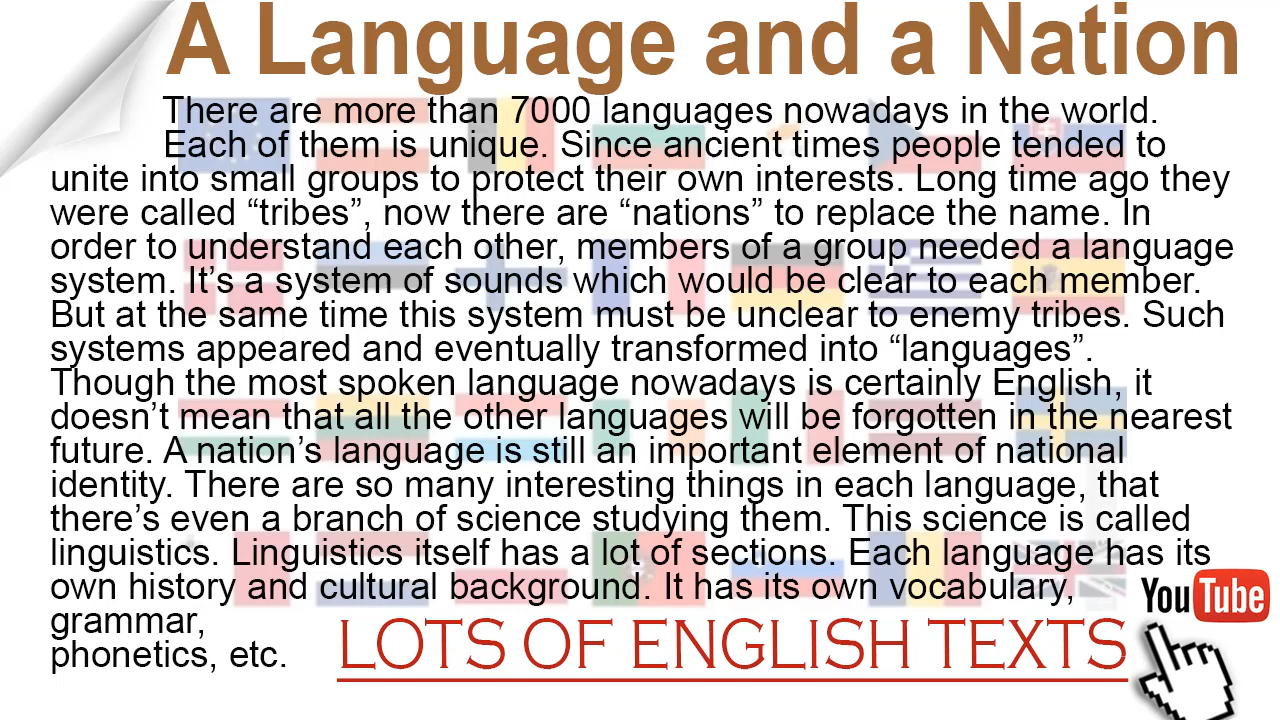 A Language and a Nation
There are more than 7000 languages nowadays in the world.
Each of them is unique. Since ancient times people tended to
unite into small groups to protect their own interests. Long time ago they
were called “tribes”, now there are “nations” to replace the name. In
order to understand each other, members of a group needed a language
system. It’s a system of sounds which would be clear to each member.
But at the same time this system must be unclear to enemy tribes. Such
systems appeared and eventually transformed into “languages”.
Though the most spoken language nowadays is certainly English, it
doesn’t mean that all the other languages will be forgotten in the nearest
future. A nation’s language is still an important element of national
identity. There are so many interesting things in each language, that
there’s even a branch of science studying them. This science is called
linguistics. Linguistics itself has a lot of sections. Each language has its
own history and cultural background. It has its own vocabulary,
grammar,
phonetics, etc.
LOTS OF ENGLISH TEXTS
YouTube